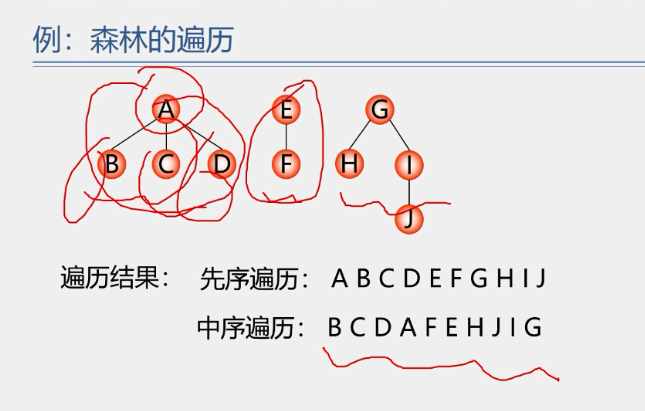 例：森林的遍历
A E G
B C D F H I
J
遍历结果： 先序遍历： A B C D E F G H I J
中序遍历： B C D A F E H J I G